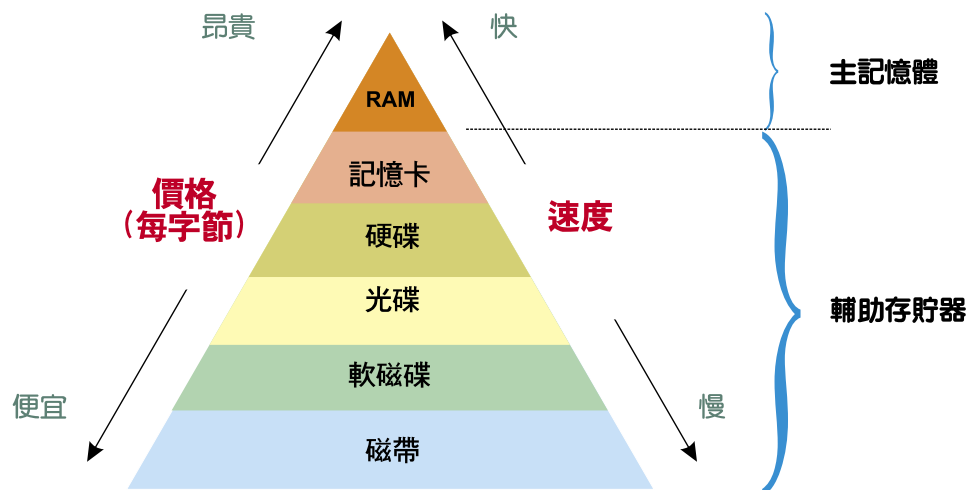 昂貴
快
主記憶體
RAM
記憶卡
價格
(每字節)
速度
硬碟
光碟
輔助存貯器
軟磁碟
便宜
慢
磁帶